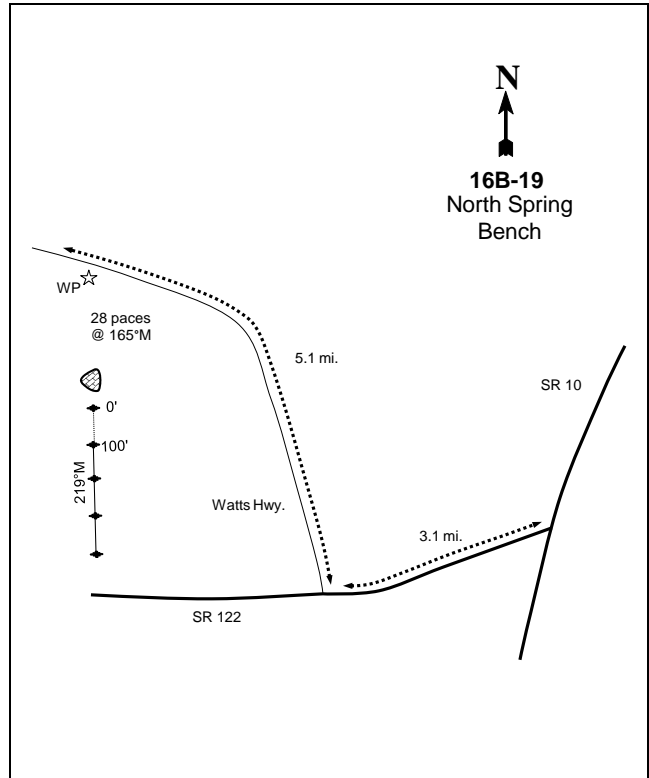 N
16B-19
North Spring
Bench
WP
28 paces
@ 165°M
5.1 mi.
SR 10
0'
100'
219°M
Watts Hwy.
3.1 mi.
SR 122